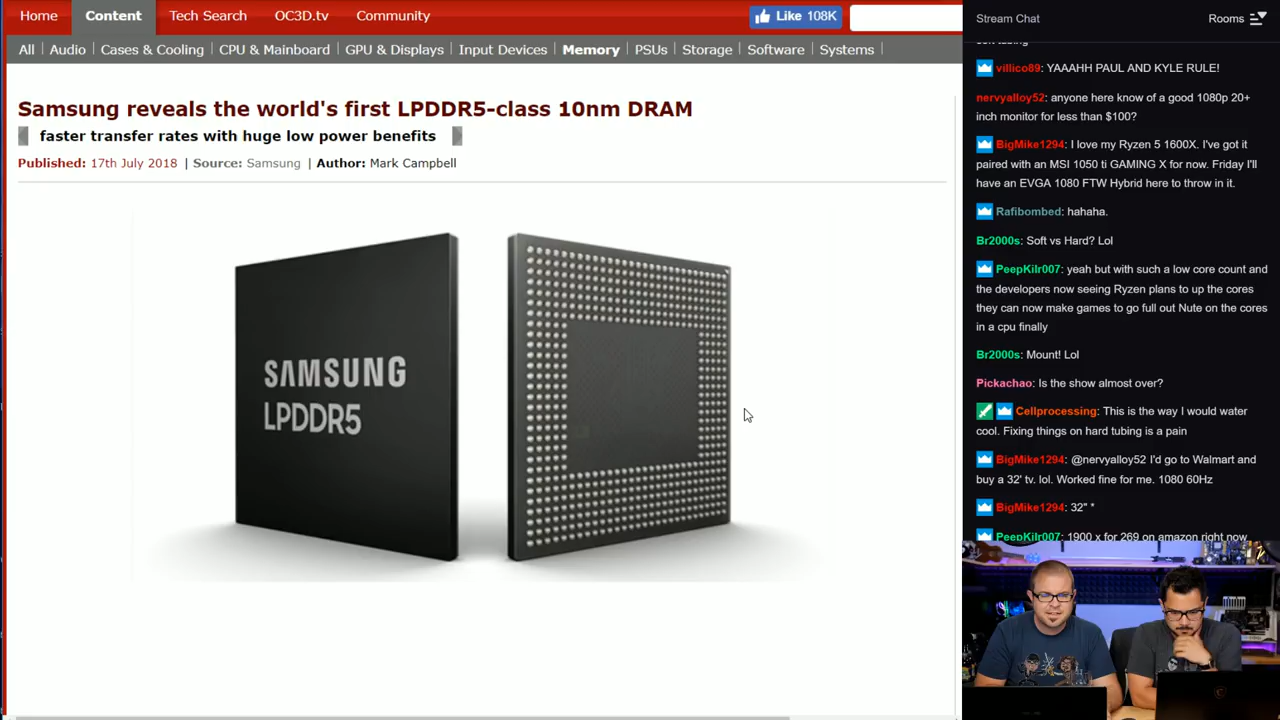 Home Content Tech Search OC3D.tv Community Like 108K
All Audio Cases & Cooling CPU & Mainboard GPU & Displays Input Devices Memory PSUs Storage Software Systems
Samsung reveals the world's first LPDDR5-class 10nm DRAM
faster transfer rates with huge low power benefits
Published: 17th July 2018 | Source: Samsung | Author: Mark Campbell
SAMSUNG
LPDDR5
Stream Chat Rooms
villico89: YAAAHH PAUL AND KYLE RULE!
nervyalloy52: anyone here know of a good 1080p 20+
inch monitor for less than $100?
BigMike1294: I love my Ryzen 5 1600X. I've got it
paired with an MSI 1050 ti GAMING X for now. Friday I'll
have an EVGA 1080 FTW Hybrid here to throw in it.
Rafibombed: hahaha.
Br2000s: Soft vs Hard? Lol
PeepKilr007: yeah but with such a low core count and
the developers now seeing Ryzen plans to up the cores
they can now make games to go full out Nute on the cores
in a cpu finally
Br2000s: Mount! Lol
Pickachao: Is the show almost over?
Cellprocessing: This is the way I would water
cool. Fixing things on hard tubing is a pain
BigMike1294: @nervyalloy52 I'd go to Walmart and
buy a 32' tv. lol. Worked fine for me. 1080 60Hz
BigMike1294: 32" *
PeepKilr007: 1900 x for 269 on amazon right now